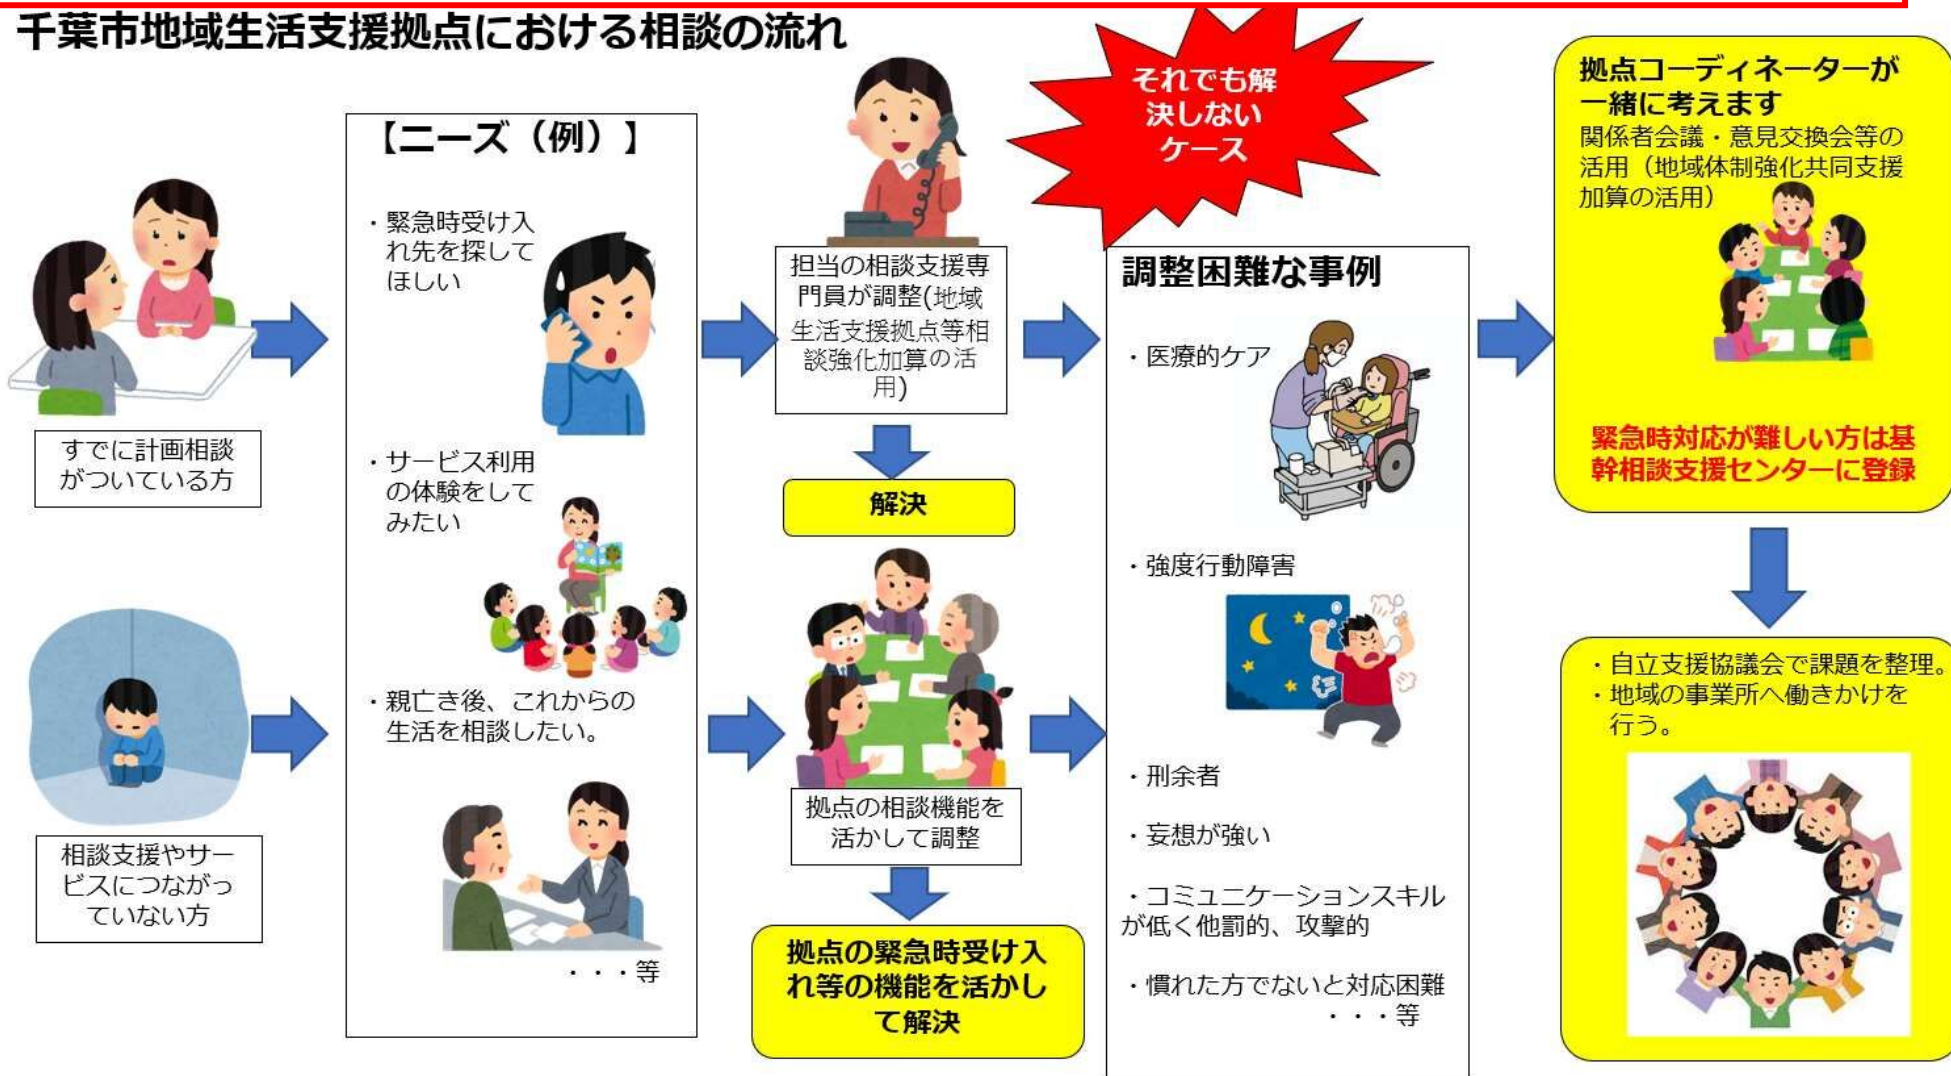 千葉市地域生活支援拠点における相談の流れ
すでに計画相談
がついている方
相談支援やサー
ビスにつながっ
ていない方
【ニーズ（例）】
・緊急時受け入
れ先を探して
ほしい
・サービス利用
の体験をして
みたい
・親亡き後、これからの
生活を相談したい。
・・・等
担当の相談支援専
門員が調整(地域
生活支援拠点等相
談強化加算の活
用)
解決
拠点の相談機能を
活かして調整
拠点の緊急時受け入
れ等の機能を活かし
て解決
それでも解
決しない
ケース
調整困難な事例
・医療的ケア
・強度行動障害
・刑余者
・妄想が強い
・コミュニケーションスキル
が低く他罰的、攻撃的
・慣れた方でないと対応困難
・・・等
拠点コーディネーターが
一緒に考えます
関係者会議・意見交換会等の
活用（地域体制強化共同支援
加算の活用）
緊急時対応が難しい方は基
幹相談支援センターに登録
・自立支援協議会で課題を整理。
・地域の事業所へ働きかけを
行う。